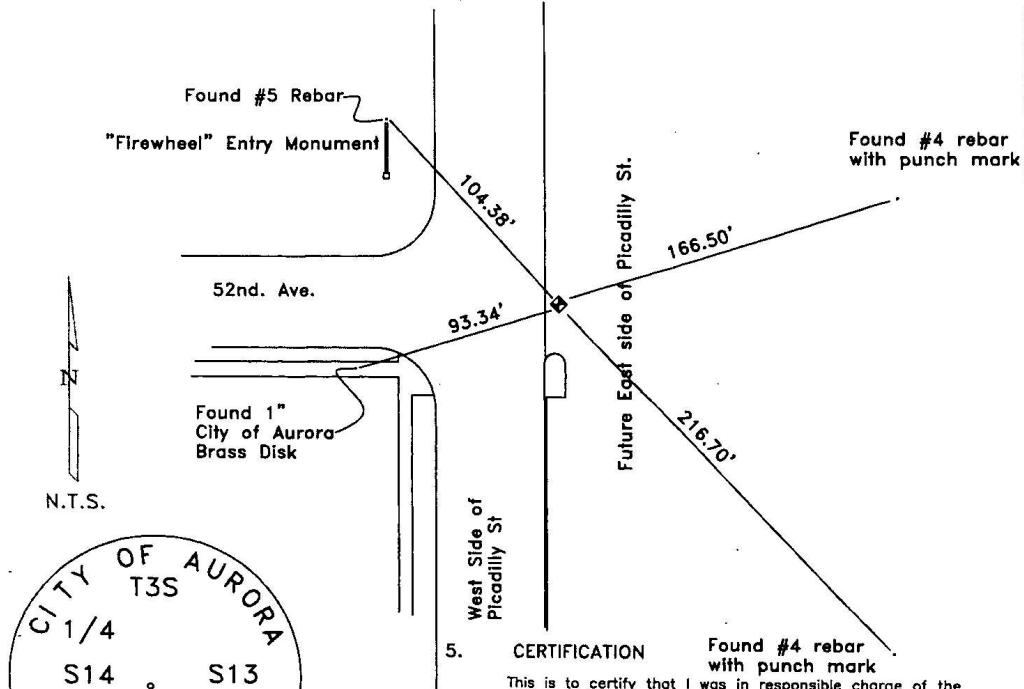 Found #5 Rebar
"Firewheel" Entry Monument
104.38'
Found #4 rebar
with punch mark
166.50'
Future East side of Picadilly St.
52nd. Ave.
93.34'
N
Found 1"
City of Aurora
Brass Disk
216.70'
N.T.S.
West Side of
Picadilly St
CITY OF AURORA
T3S
1/4
S14 S13
5. CERTIFICATION
Found #4 rebar
with punch mark
This is to certify that I was in responsible charge of the